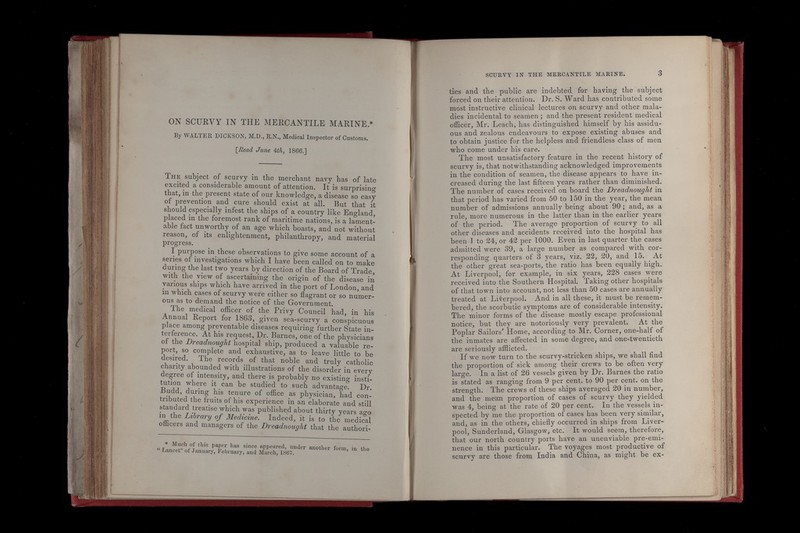 ON SCURVY IN THE MERCANTILE MARINE.*
By WALTER DICKSON, M.D., R.N., Medical Inspector of Customs.
[Read June 4th, 1866.]
THE subject of scurvy in the merchant navy has of late
excited a considerable amount of attention. It is surprising
that, in the present state of our knowledge, a disease so easy
of prevention and cure should exist at all. But that it
should especially infest the ships of a country like England,
placed in the foremost rank of maritime nations, is a lament-
able fact unworthy of an age which boasts, and not without
reason, of its enlightenment, philanthropy, and material
progress.
I purpose in these observations to give some account of a
series of investigations which I have been called on to make
during the last two years by direction of the Board of Trade,
with the view of ascertaining the origin of the disease in
various ships which have arrived in the port of London, and
in which cases of scurvy were either so flagrant or so numer-
ous as to demand the notice of the Government.
The medical officer of the Privy Council had, in his
Annual Report for 1863, given sea-scurvy a conspicuous
place among preventable diseases requiring further State in-
terference. At his request, Dr. Barnes, one of the physicians
of the Dreadnought hospital ship, produced a valuable re-
port, so complete and exhaustive, as to leave little to be
desired. The records of that noble and truly catholic
charity abounded with illustrations of the disorder in every
degree of intensity, and there is probably no existing insti-
tution where it can be studied to such advantage. Dr.
Budd, during his tenure of office as physician, had con-
tributed the fruits of his experience in an elaborate and still
standard treatise which was published about thirty years ago
in the Library of Medicine. Indeed, it is to the medical
officers and managers of the Dreadnought that the authori-
* Much of this paper has since appeared, under another form, in the
"Lancet" of January, February, and March, 1867.
SCURVY IN THE MERCANTILE MARINE. 3
ties and the public are indebted for having the subject
forced on their attention. Dr. S. Ward has contributed some
most instructive clinical lectures on scurvy and other mala-
dies incidental to seamen; and the present resident medical
officer, Mr. Leach, has distinguished himself by his assidu-
ous and zealous endeavours to expose existing abuses and
to obtain justice for the helpless and friendless class of men
who come under his care.
The most unsatisfactory feature in the recent history of
scurvy is, that notwithstanding acknowledged improvements
in the condition of seamen, the disease appears to have in-
creased during the last fifteen years rather than diminished.
The number of cases received on board the Dreadnought in
that period has varied from 50 to 150 in the year, the mean
number of admissions annually being about 90; and, as a
rule, more numerous in the latter than in the earlier years
of the period. The average proportion of scurvy to all
other diseases and accidents received into the hospital has
been 1 to 24, or 42 per 1000. Even in last quarter the cases
admitted were 39, a large number as compared with cor-
responding quarters of 3 years, viz. 22, 20, and 15. At
the other great sea-ports, the ratio has been equally high.
At Liverpool, for example, in six years, 228 cases were
received into the Southern Hospital. Taking other hospitals
of that town into account, not less than 50 cases are annually
treated at Liverpool. And in all these, it must be remem-
bered, the scorbutic symptoms are of considerable intensity.
The minor forms of the disease mostly escape professional
notice, but they are notoriously very prevalent. At the
Poplar Sailors' Home, according to Mr. Corner, one-half of
the inmates are affected in some degree, and one-twentieth
are seriously afflicted.
If we now turn to the scurvy-stricken ships, we shall find
the proportion of sick among their crews to be often very
large. In a list of 26 vessels given by Dr. Barnes the ratio
is stated as ranging from 9 per cent. to 90 per cent. on the
strength. The crews of these ships averaged 20 in number,
and the mean proportion of cases of scurvy they yielded
was 4, being at the rate of 20 per cent. In the vessels in-
spected by me the proportion of cases has been very similar,
and, as in the others, chiefly occurred in ships from Liver-
pool, Sunderland, Glasgow, etc. It would seem, therefore,
that our north country ports have an unenviable pre-emi-
nence in this particular. The voyages most productive of
scurvy are those from India and China, as might be ex-